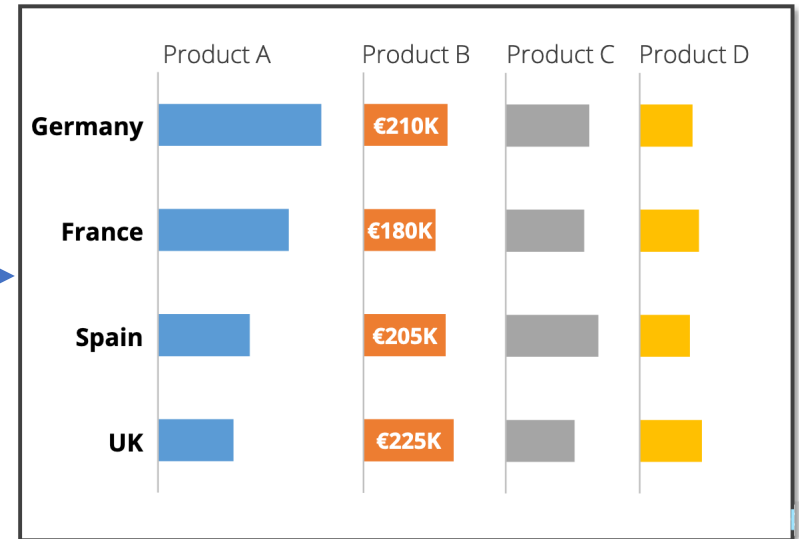 Product A Product B Product C Product D
Germany €210K
France €180K
Spain €205K
UK €225K